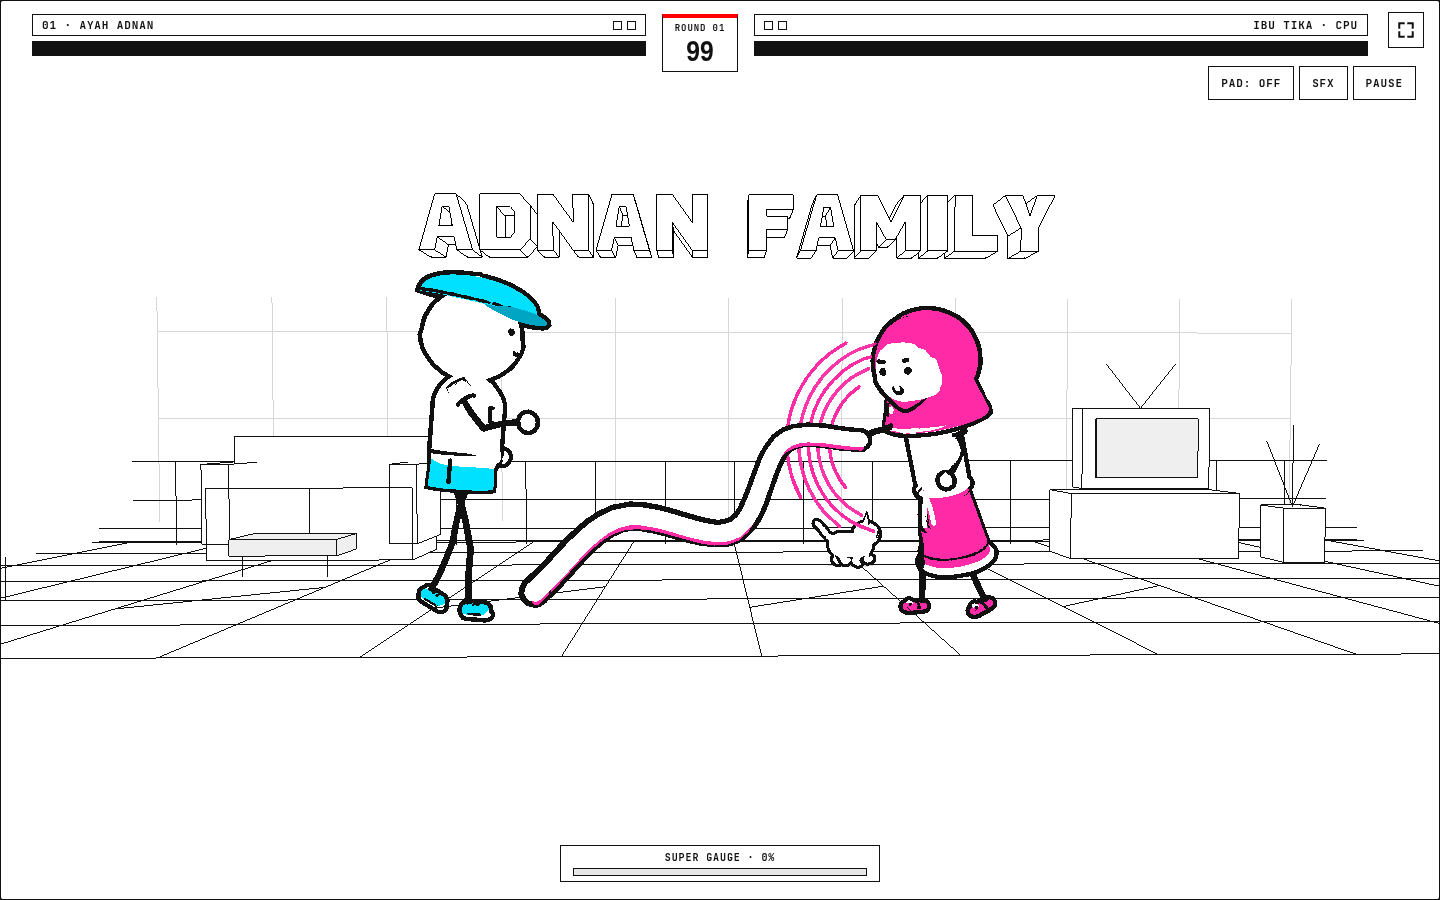 01 · AYAH ADNAN
ROUND 01
99
IBU TIKA · CPU
PAD: OFF
SFX
PAUSE
ADNAN FAMILY
SUPER GAUGE · 0%